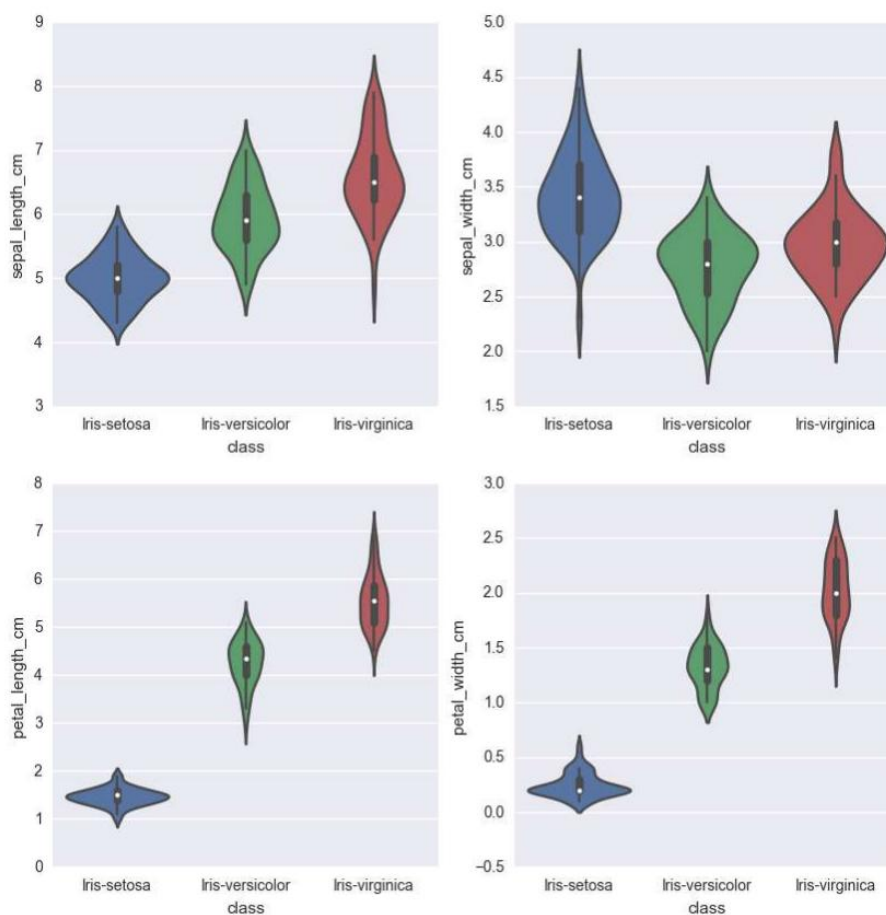 sepal_length_cm
9
8
7
6
5
4
3
Iris-setosa Iris-versicolor Iris-virginica
class
sepal_width_cm
5.0
4.5
4.0
3.5
3.0
2.5
2.0
1.5
Iris-setosa Iris-versicolor Iris-virginica
class
petal_length_cm
8
7
6
5
4
3
2
1
0
Iris-setosa Iris-versicolor Iris-virginica
class
petal_width_cm
3.0
2.5
2.0
1.5
1.0
0.5
0.0
−0.5
Iris-setosa Iris-versicolor Iris-virginica
class